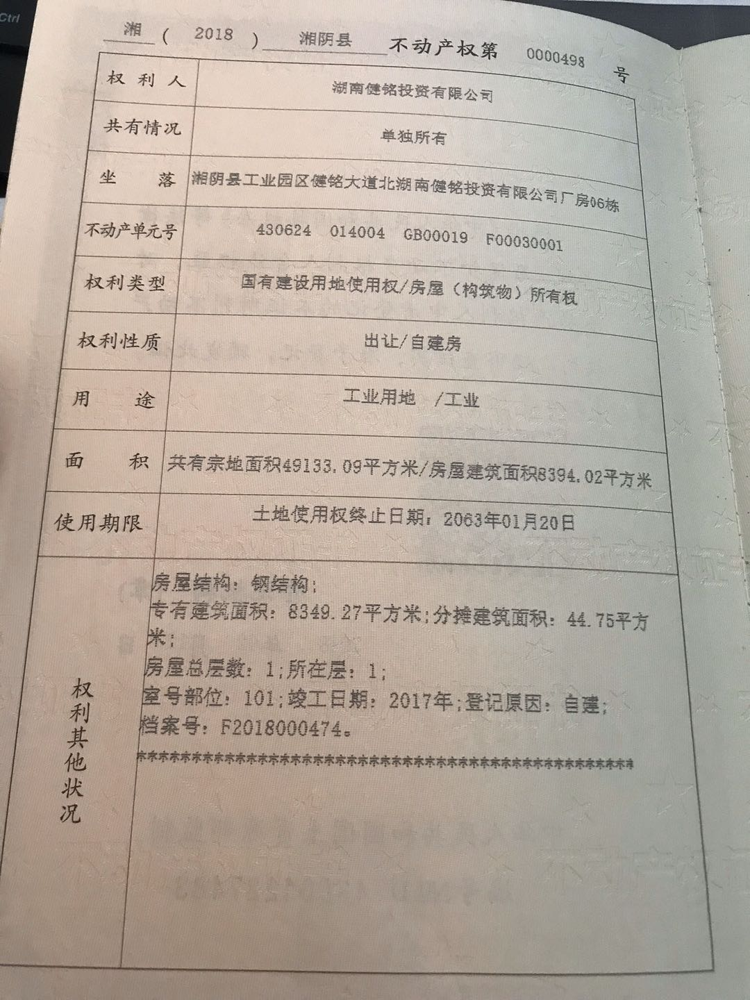 Ctrl
湘 ( 2018 ) 湘阴县 不动产权第 0000498 号
权利人 湖南健铭投资有限公司
共有情况 单独所有
坐落 湘阴县工业园区健铭大道北湖南健铭投资有限公司厂房06栋
不动产单元号 430624 014004 GB00019 F00030001
权利类型 国有建设用地使用权/房屋（构筑物）所有权
权利性质 出让/自建房
用途 工业用地 /工业
面积 共有宗地面积49133.09平方米/房屋建筑面积8394.02平方米
使用期限 土地使用权终止日期：2063年01月20日
权利其他状况
房屋结构：钢结构;
专有建筑面积：8349.27平方米;分摊建筑面积：44.75平方
米;
房屋总层数：1;所在层：1;
室号部位：101;竣工日期：2017年;登记原因：自建;
档案号：F2018000474。
*********************************************